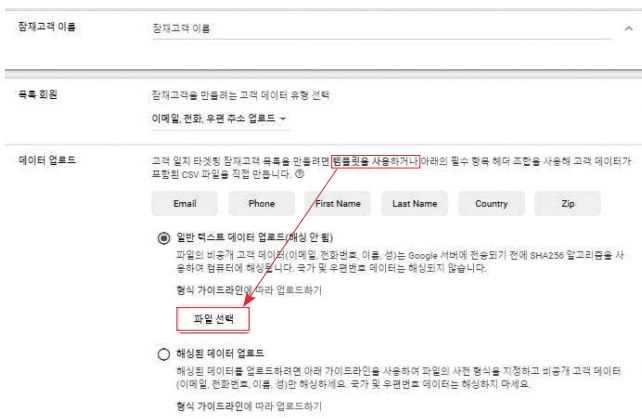 잠재고객 이름
잠재고객 이름
목록 회원
잠재고객을 만들려는 고객 데이터 유형 선택
이메일, 전화, 우편 주소 업로드
데이터 업로드
고객 일치 타겟팅 잠재고객 목록을 만들려면 템플릿을 사용하거나 아래의 필수 항목 헤더 조합을 사용해 고객 데이터가
포함된 CSV 파일을 직접 만듭니다.
Email Phone First Name Last Name Country Zip
일반 텍스트 데이터 업로드(해싱 안 됨)
파일의 비공개 고객 데이터(이메일, 전화번호, 이름, 성)는 Google 서버에 전송되기 전에 SHA256 알고리즘을 사
용하여 컴퓨터에 해싱됩니다. 국가 및 우편번호 데이터는 해싱되지 않습니다.
형식 가이드라인에 따라 업로드하기
파일 선택
해싱된 데이터 업로드
해싱된 데이터를 업로드하려면 아래 가이드라인을 사용하여 파일의 사전 형식을 지정하고 비공개 고객 데이터
(이메일, 전화번호, 이름, 성)만 해싱하세요. 국가 및 우편번호 데이터는 해싱하지 마세요.
형식 가이드라인에 따라 업로드하기